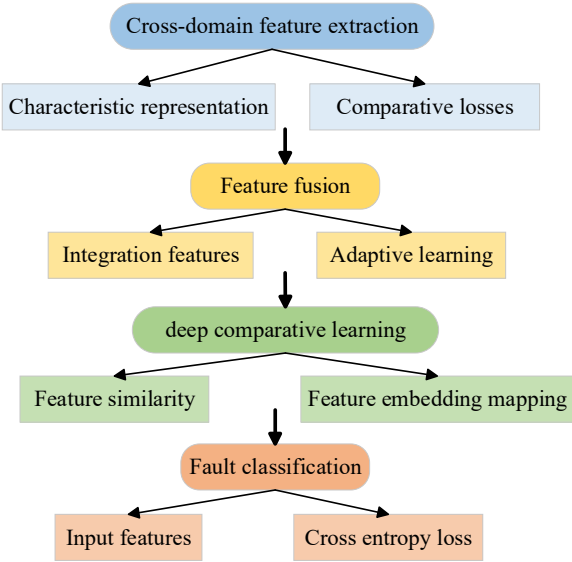 Cross-domain feature extraction
Characteristic representation
Comparative losses
Feature fusion
Integration features
Adaptive learning
deep comparative learning
Feature similarity
Feature embedding mapping
Fault classification
Input features
Cross entropy loss